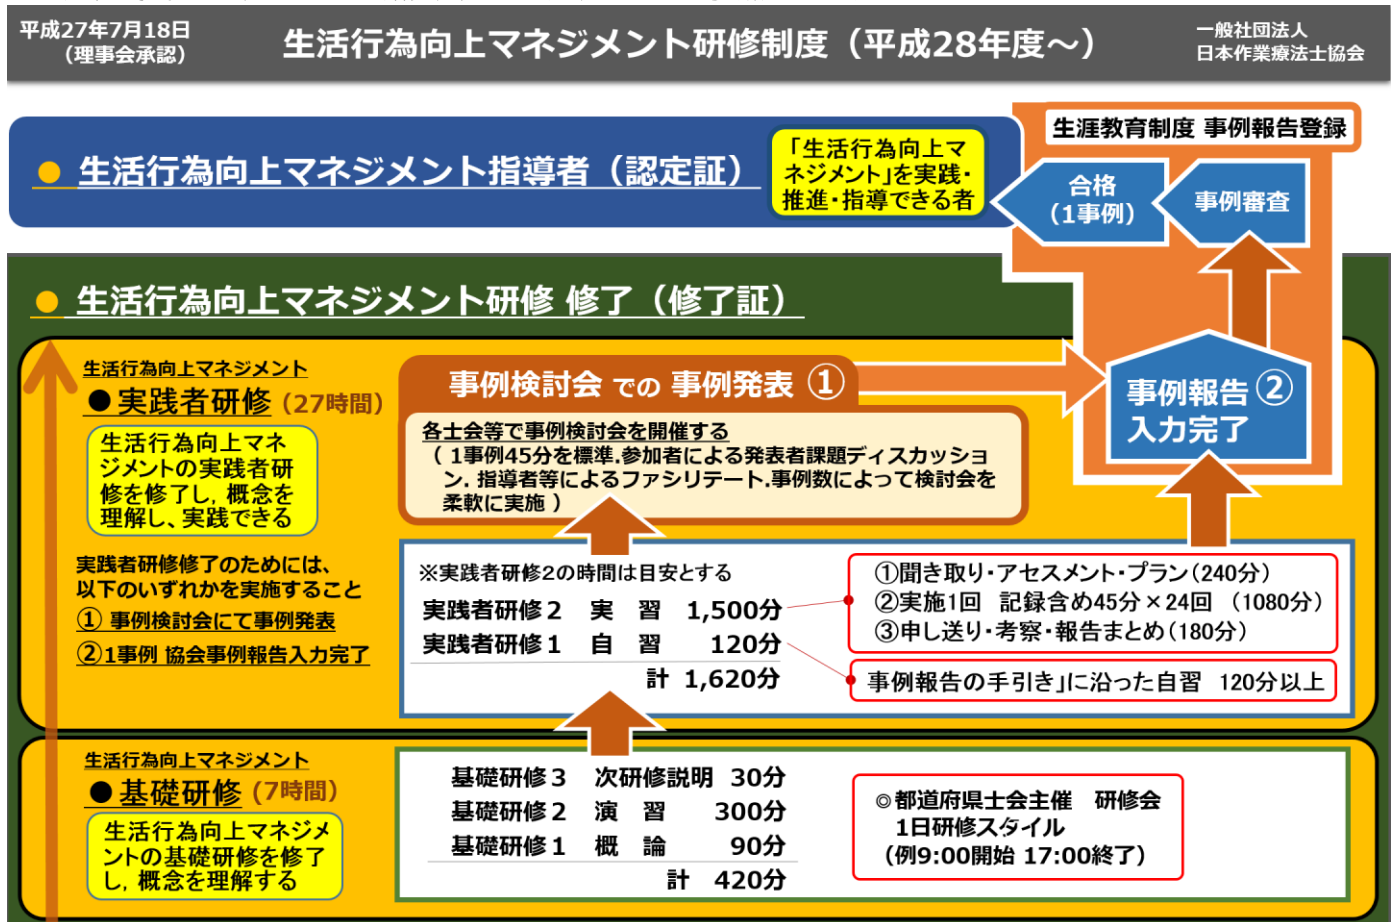 平成27年7月18日
（理事会承認）
生活行為向上マネジメント研修制度（平成28年度～）
一般社団法人
日本作業療法士協会
生涯教育制度 事例報告登録
● 生活行為向上マネジメント指導者（認定証）
「生活行為向上マ
ネジメント」を実践・
推進・指導できる者
合格
（1事例）
事例審査
● 生活行為向上マネジメント研修 修了（修了証）
生活行為向上マネジメント
●実践者研修（27時間）
生活行為向上マネ
ジメントの実践者研
修を修了し，概念を
理解し、実践できる
実践者研修修了のためには、
以下のいずれかを実施すること
① 事例検討会にて事例発表
②1事例 協会事例報告入力完了
事例検討会 での 事例発表 ①
各士会等で事例検討会を開催する
（ 1事例45分を標準.参加者による発表者課題ディスカッショ
ン．指導者等によるファシリテート.事例数によって検討会を
柔軟に実施 ）
事例報告②
入力完了
※実践者研修2の時間は目安とする
実践者研修2 実 習 1,500分
実践者研修1 自 習 120分
計 1,620分
①聞き取り・アセスメント・プラン（240分）
②実施1回 記録含め45分×24回 （1080分）
③申し送り・考察・報告まとめ（180分）
事例報告の手引き」に沿った自習 120分以上
生活行為向上マネジメント
●基礎研修（7時間）
生活行為向上マネジメ
ントの基礎研修を修了
し，概念を理解する
基礎研修3 次研修説明 30分
基礎研修2 演 習 300分
基礎研修1 概 論 90分
計 420分
◎都道府県士会主催 研修会
1日研修スタイル
（例9:00開始 17:00終了）